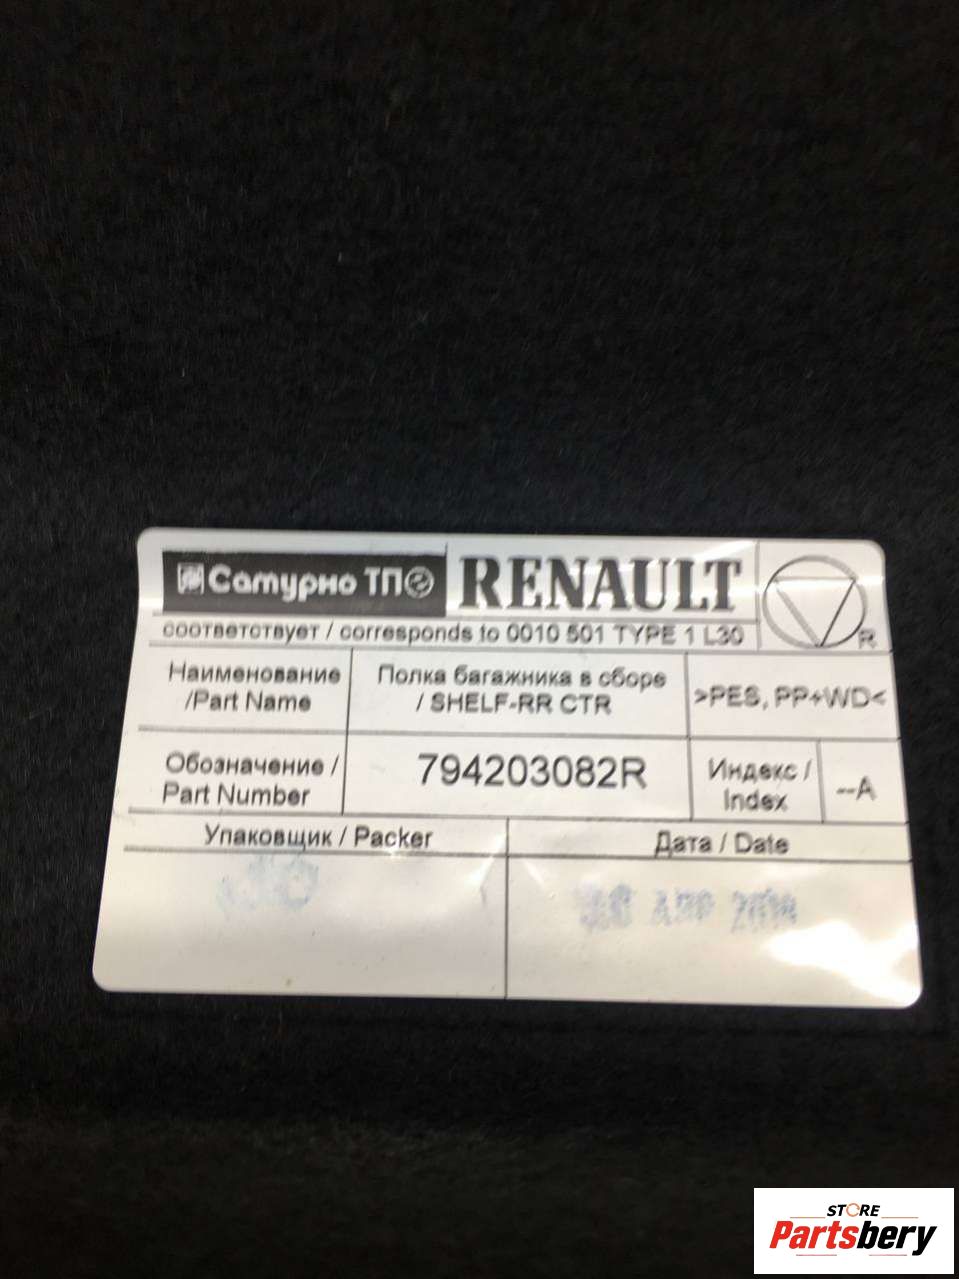 Сатурно ТП RENAULT
соответствует / corresponds to 0010 501 TYPE 1 L30
R
Наименование
/Part Name
Полка багажника в сборе
/ SHELF-RR CTR
>PES, PP+WD<
Обозначение /
Part Number
794203082R
Индекс /
Index
--A
Упаковщик / Packer
Дата / Date
АПР
STORE
Partsbery